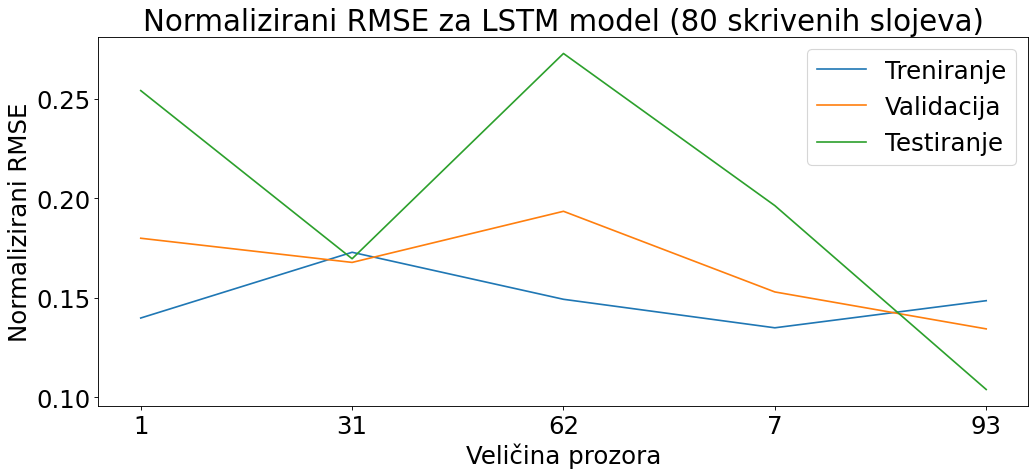 Normalizirani RMSE za LSTM model (80 skrivenih slojeva)
Treniranje
Validacija
Testiranje
Normalizirani RMSE
0.25
0.20
0.15
0.10
1 31 62 7 93
Veličina prozora